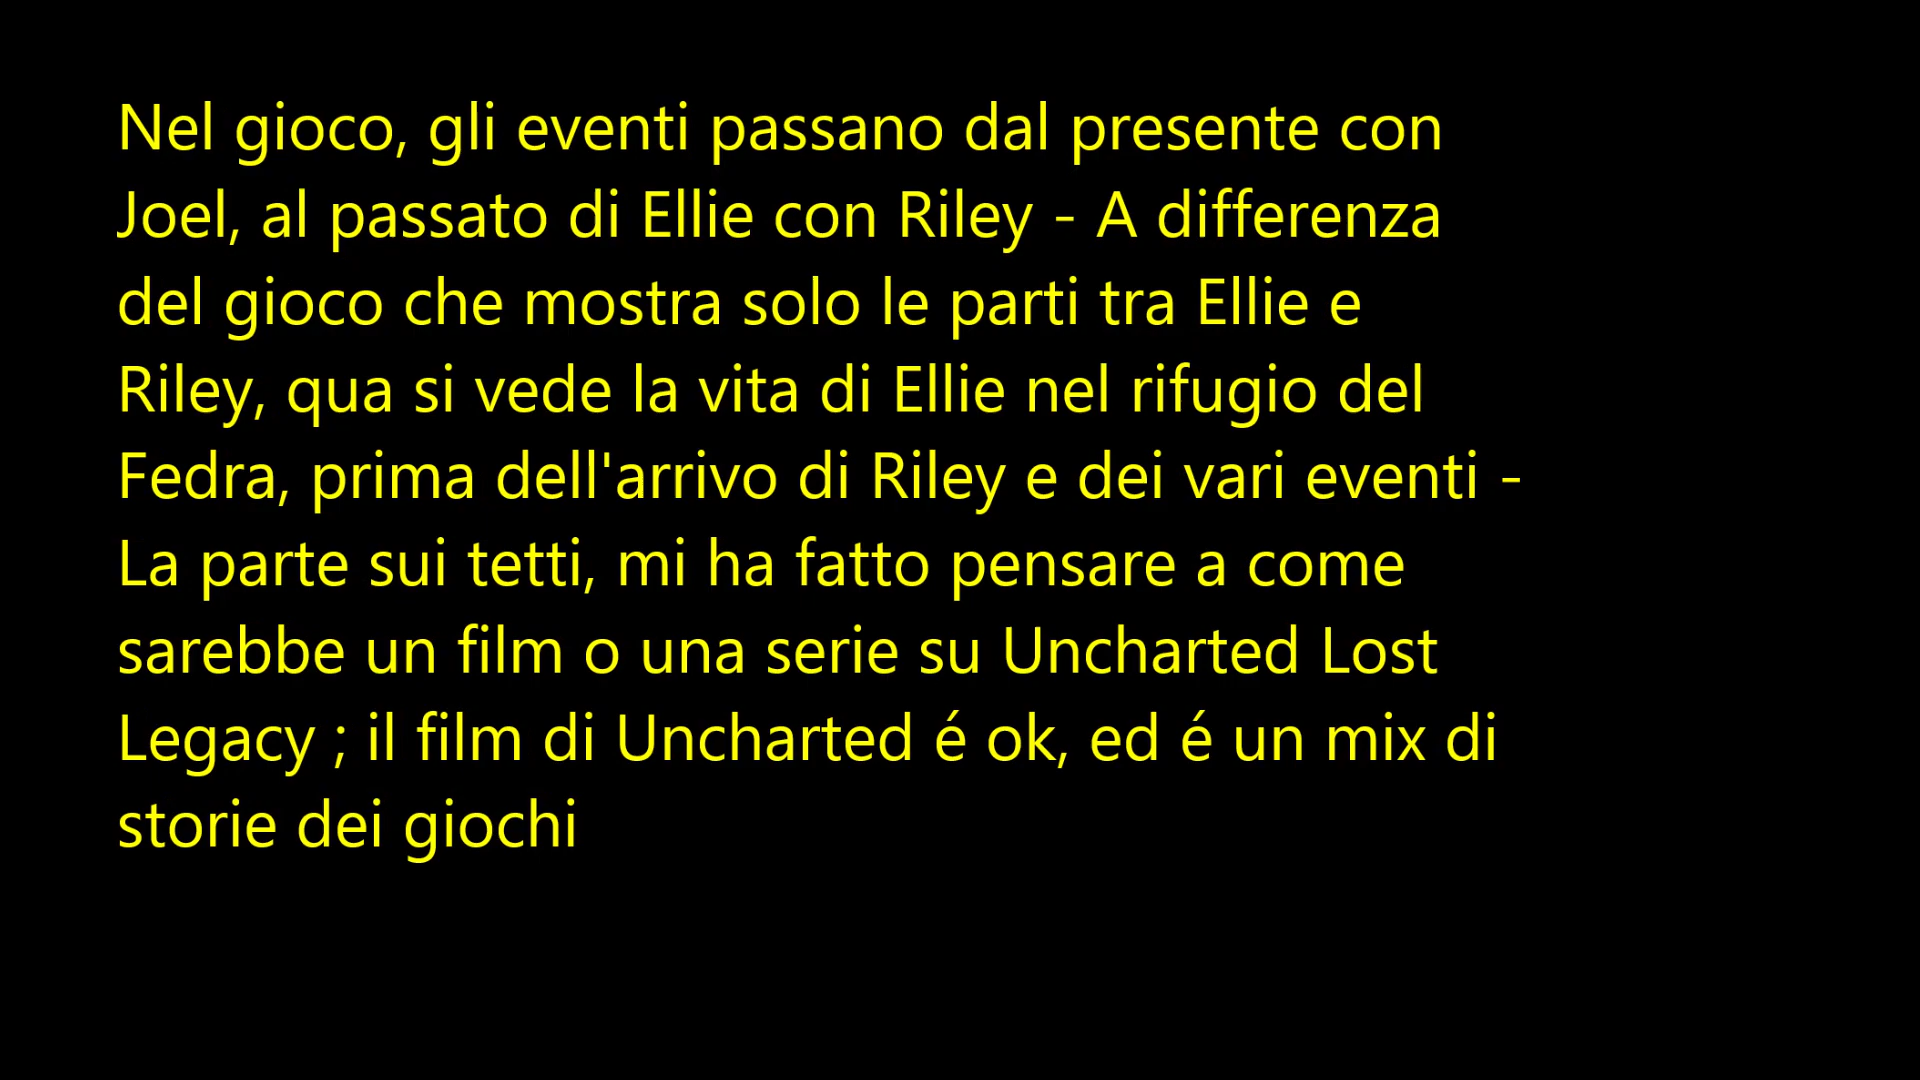 Nel gioco, gli eventi passano dal presente con
Joel, al passato di Ellie con Riley - A differenza
del gioco che mostra solo le parti tra Ellie e
Riley, qua si vede la vita di Ellie nel rifugio del
Fedra, prima dell'arrivo di Riley e dei vari eventi -
La parte sui tetti, mi ha fatto pensare a come
sarebbe un film o una serie su Uncharted Lost
Legacy ; il film di Uncharted é ok, ed é un mix di
storie dei giochi